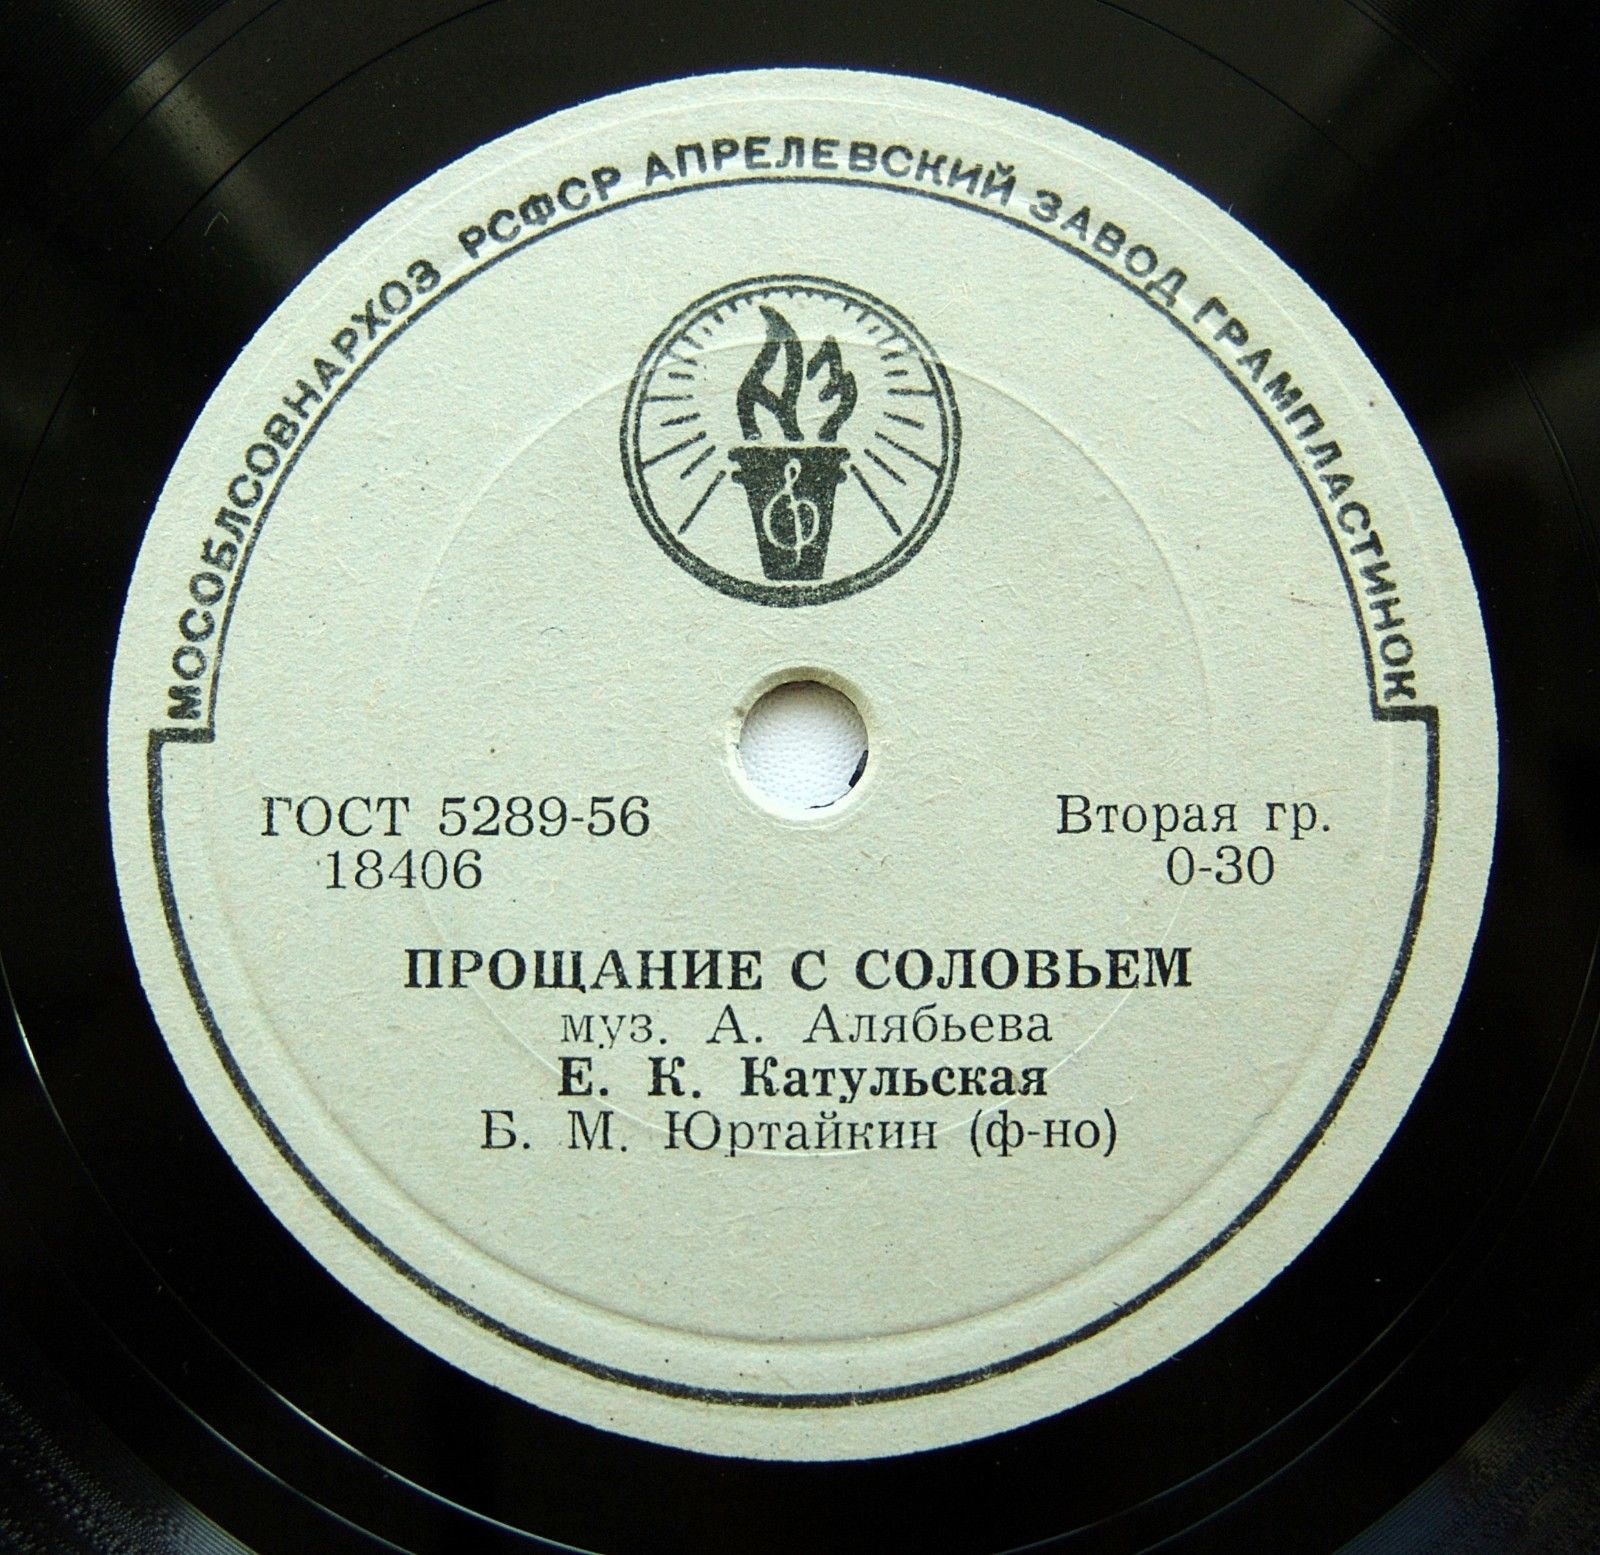 МОСОБЛСОВНАРХОЗ РСФСР АПРЕЛЕВСКИЙ ЗАВОД ГРАМПЛАСТИНОК
АЗ
ГОСТ 5289-56
18406
Вторая гр.
0-30
ПРОЩАНИЕ С СОЛОВЬЕМ
муз. А. Алябьева
Е. К. Катульская
Б. М. Юртайкин (ф-но)